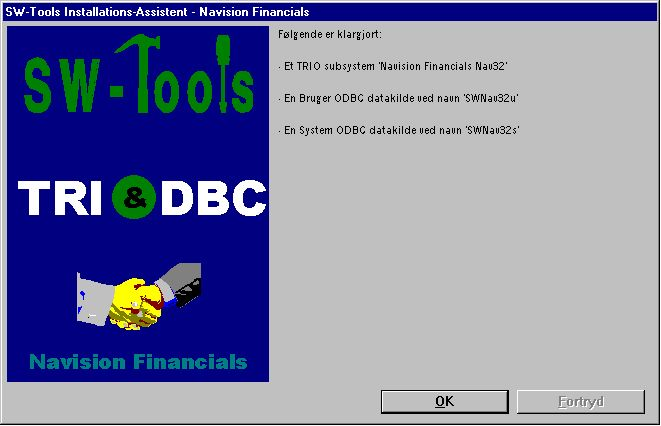 SW-Tools Installations-Assistent - Navision Financials
SW-Tools
TRI & DBC
Navision Financials
Følgende er klargjort:
- Et TRIO subsystem 'Navision Financials Nav32'
- En Bruger ODBC datakilde ved navn 'SWNav32u'
- En System ODBC datakilde ved navn 'SWNav32s'
OK
Fortryd